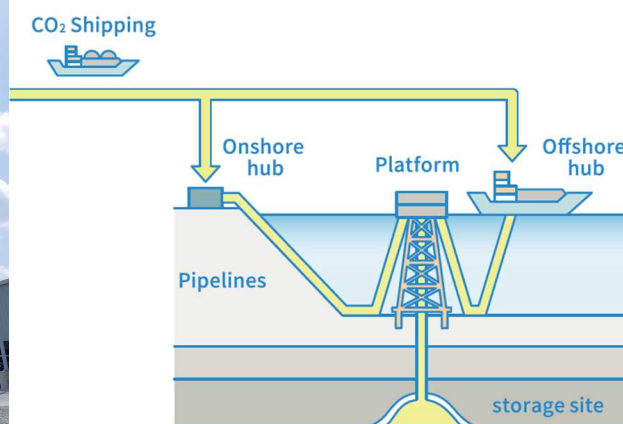 CO₂ Shipping
Onshore
hub
Platform
Offshore
hub
Pipelines
storage site